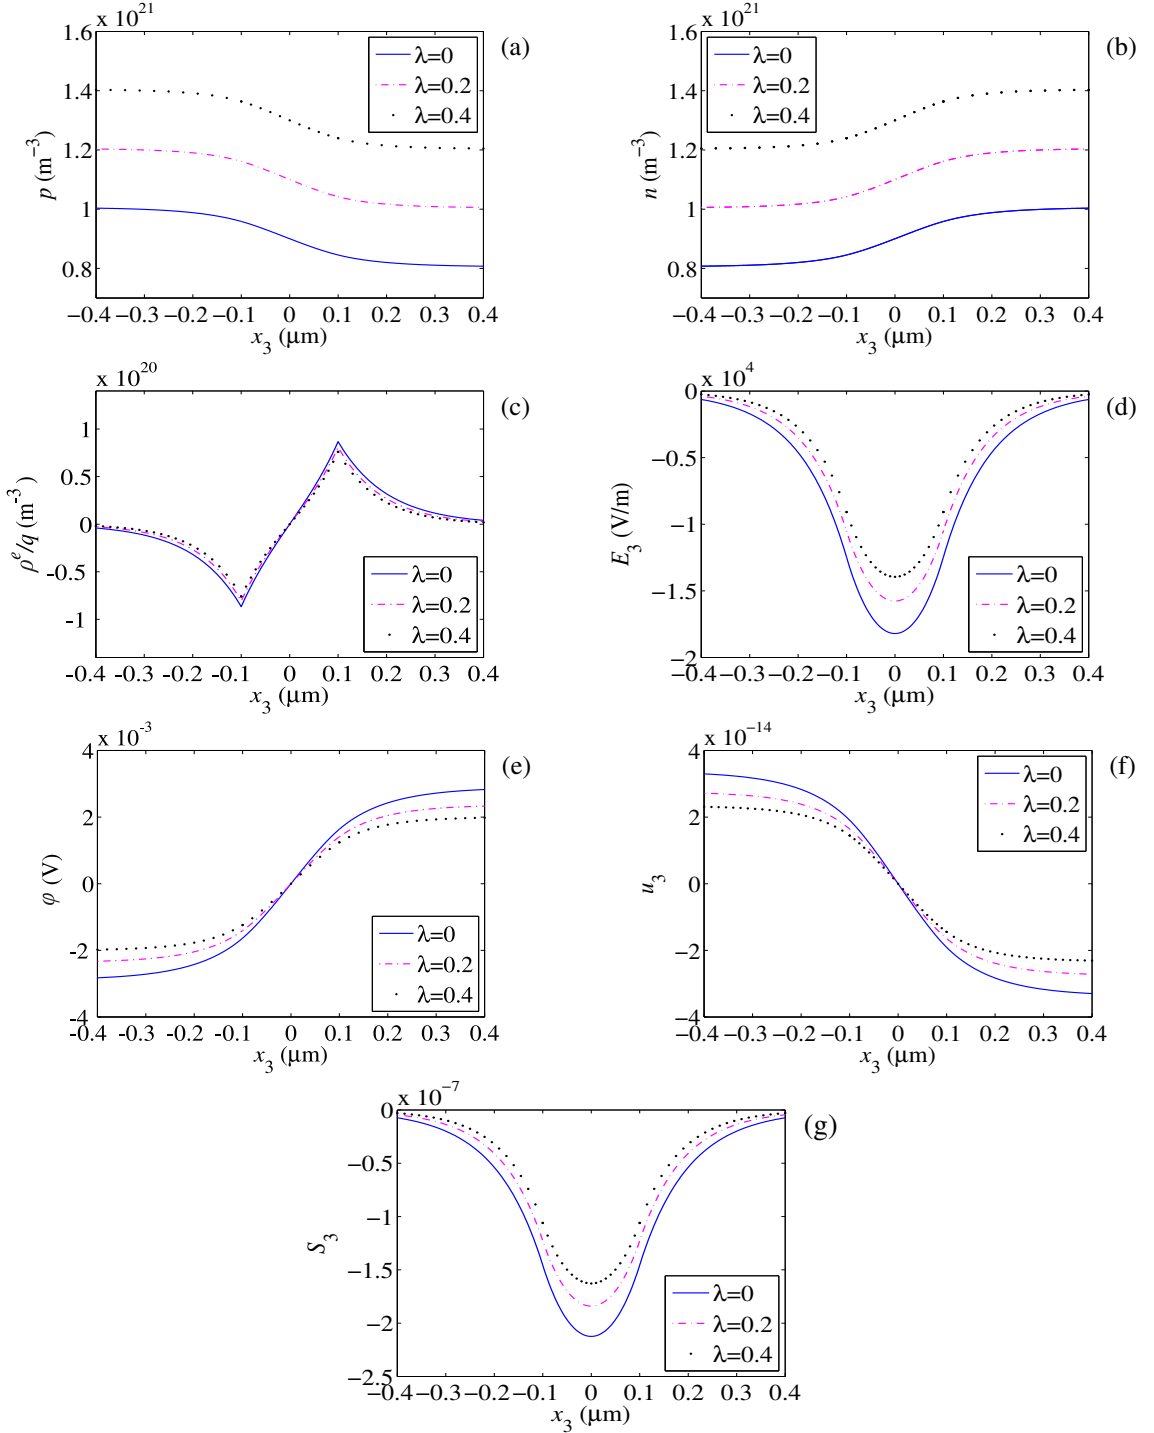 x 10^21
1.6
1.4
1.2
1
0.8
p (m^−3)
−0.4 −0.3 −0.2 −0.1 0 0.1 0.2 0.3 0.4
x_3 (μm)
λ=0
λ=0.2
λ=0.4
(a)
x 10^21
1.6
1.4
1.2
1
0.8
n (m^−3)
−0.4 −0.3 −0.2 −0.1 0 0.1 0.2 0.3 0.4
x_3 (μm)
λ=0
λ=0.2
λ=0.4
(b)
x 10^20
1
0.5
0
-0.5
-1
ρ^e/q (m^-3)
-0.4 -0.3 -0.2 -0.1 0 0.1 0.2 0.3 0.4
x_3 (μm)
λ=0
λ=0.2
λ=0.4
(c)
x 10^4
0
−0.5
−1
−1.5
−2
E_3 (V/m)
−0.4 −0.3 −0.2 −0.1 0 0.1 0.2 0.3 0.4
x_3 (μm)
λ=0
λ=0.2
λ=0.4
(d)
x 10^-3
4
2
0
-2
-4
φ (V)
-0.4 -0.3 -0.2 -0.1 0 0.1 0.2 0.3 0.4
x_3 (μm)
λ=0
λ=0.2
λ=0.4
(e)
x 10^−14
4
2
0
−2
−4
u_3
−0.4 −0.3 −0.2 −0.1 0 0.1 0.2 0.3 0.4
x_3 (μm)
λ=0
λ=0.2
λ=0.4
(f)
x 10^−7
0
−0.5
−1
−1.5
−2
−2.5
S_3
−0.4 −0.3 −0.2 −0.1 0 0.1 0.2 0.3 0.4
x_3 (μm)
λ=0
λ=0.2
λ=0.4
(g)